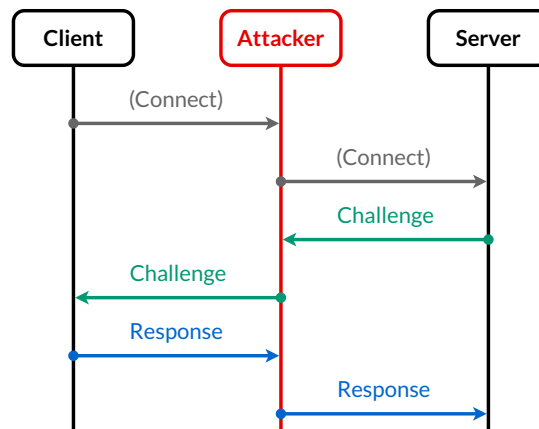 Client
Attacker
Server
(Connect)
(Connect)
Challenge
Challenge
Response
Response